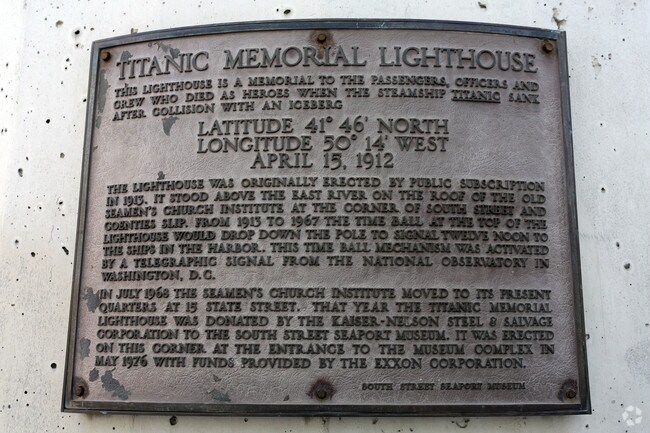 TITANIC MEMORIAL LIGHTHOUSE
THIS LIGHTHOUSE IS A MEMORIAL TO THE PASSENGERS, OFFICERS AND
CREW WHO DIED AS HEROES WHEN THE STEAMSHIP TITANIC SANK
AFTER COLLISION WITH AN ICEBERG
LATITUDE 41° 46' NORTH
LONGITUDE 50° 14' WEST
APRIL 15, 1912
THE LIGHTHOUSE WAS ORIGINALLY ERECTED BY PUBLIC SUBSCRIPTION
IN 1913. IT STOOD ABOVE THE EAST RIVER ON THE ROOF OF THE OLD
SEAMEN'S CHURCH INSTITUTE AT THE CORNER OF SOUTH STREET AND
COENTIES SLIP. FROM 1913 TO 1967 THE TIME BALL AT THE TOP OF THE
LIGHTHOUSE WOULD DROP DOWN THE POLE TO SIGNAL TWELVE NOON TO
THE SHIPS IN THE HARBOR. THIS TIME BALL MECHANISM WAS ACTIVATED
BY A TELEGRAPHIC SIGNAL FROM THE NATIONAL OBSERVATORY IN
WASHINGTON, D.C.
IN JULY 1968 THE SEAMEN'S CHURCH INSTITUTE MOVED TO ITS PRESENT
QUARTERS AT 15 STATE STREET. THAT YEAR THE TITANIC MEMORIAL
LIGHTHOUSE WAS DONATED BY THE KAISER-NELSON STEEL & SALVAGE
CORPORATION TO THE SOUTH STREET SEAPORT MUSEUM. IT WAS ERECTED
ON THIS CORNER AT THE ENTRANCE TO THE MUSEUM COMPLEX IN
MAY 1976 WITH FUNDS PROVIDED BY THE EXXON CORPORATION.
SOUTH STREET SEAPORT MUSEUM